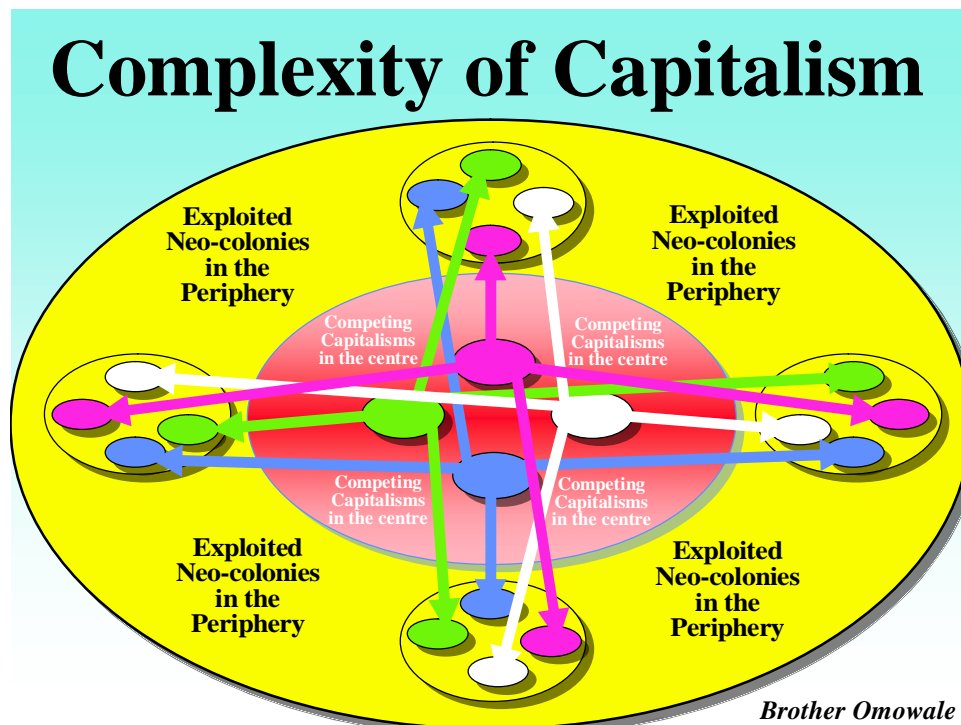 Complexity of Capitalism
Exploited
Neo-colonies
in the
Periphery
Exploited
Neo-colonies
in the
Periphery
Competing
Capitalisms
in the centre
Competing
Capitalisms
in the centre
Competing
Capitalisms
in the centre
Competing
Capitalisms
in the centre
Exploited
Neo-colonies
in the
Periphery
Exploited
Neo-colonies
in the
Periphery
Brother Omowale